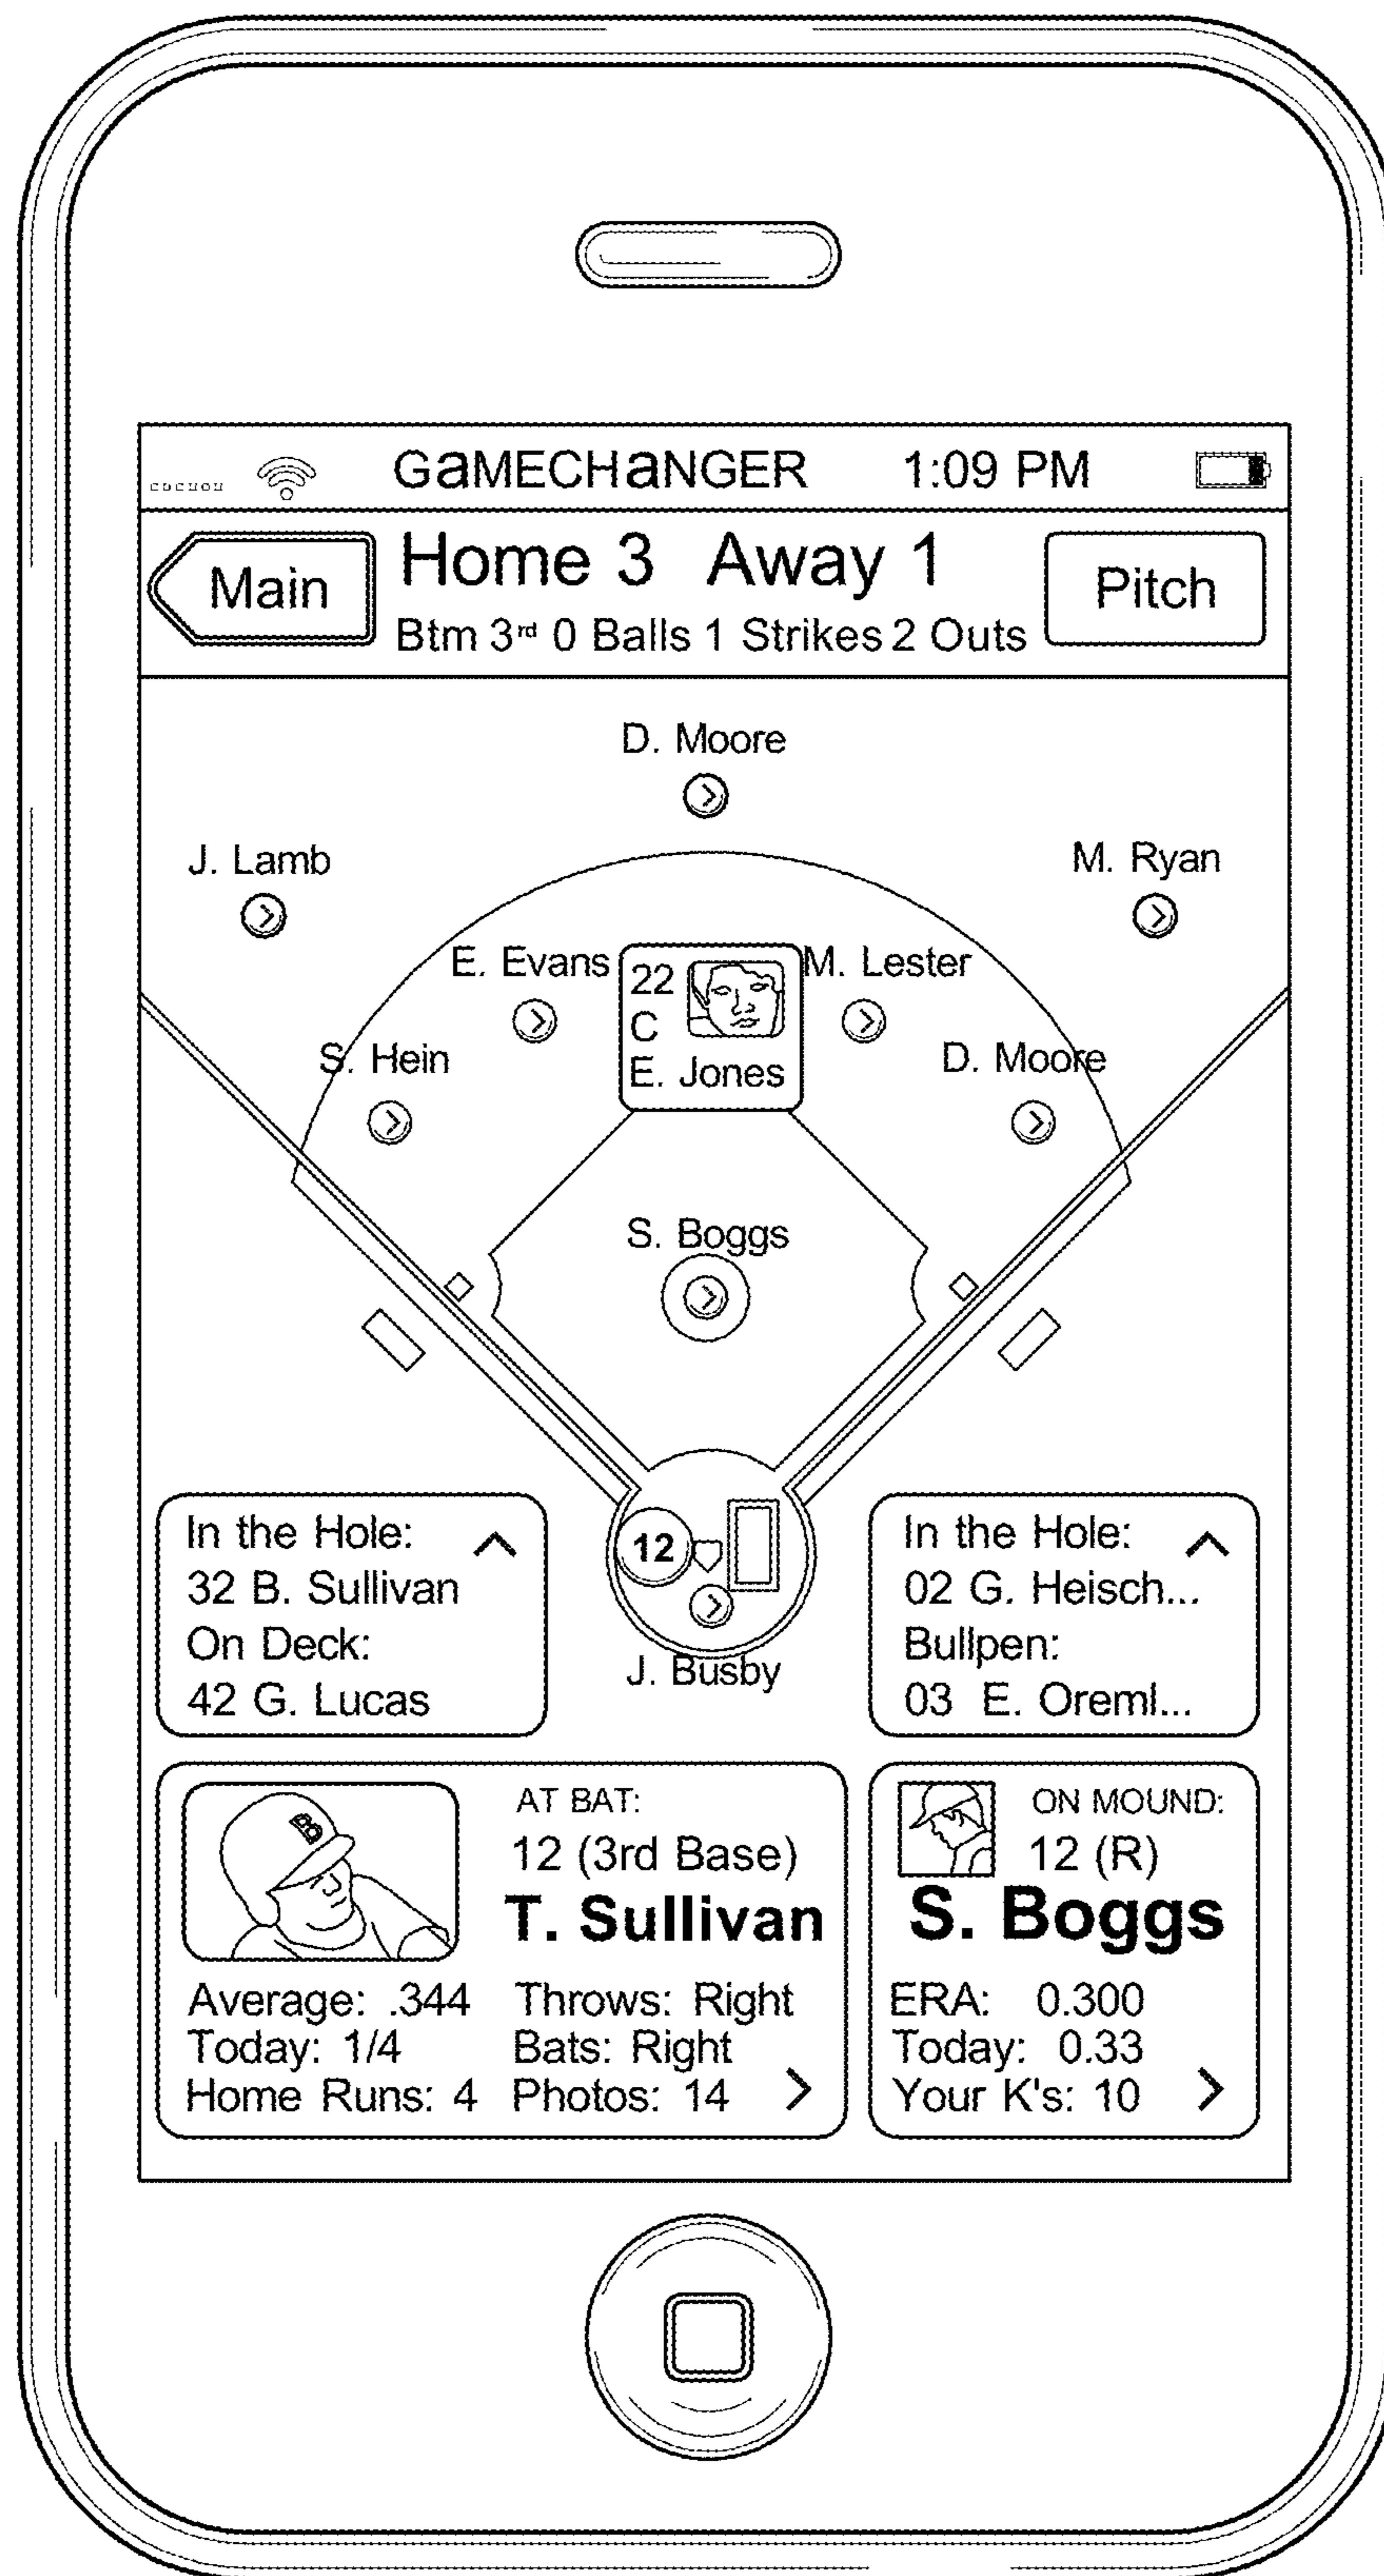 GaMECHaNGER 1:09 PM
Main
Home 3 Away 1
Btm 3rd 0 Balls 1 Strikes 2 Outs
Pitch
D. Moore
J. Lamb
M. Ryan
E. Evans
22
C
E. Jones
M. Lester
S. Hein
D. Moore
S. Boggs
12
J. Busby
In the Hole:
32 B. Sullivan
On Deck:
42 G. Lucas
In the Hole:
02 G. Heisch...
Bullpen:
03 E. Oreml...
B
AT BAT:
12 (3rd Base)
T. Sullivan
Average: .344 Throws: Right
Today: 1/4 Bats: Right
Home Runs: 4 Photos: 14
ON MOUND:
12 (R)
S. Boggs
ERA: 0.300
Today: 0.33
Your K's: 10